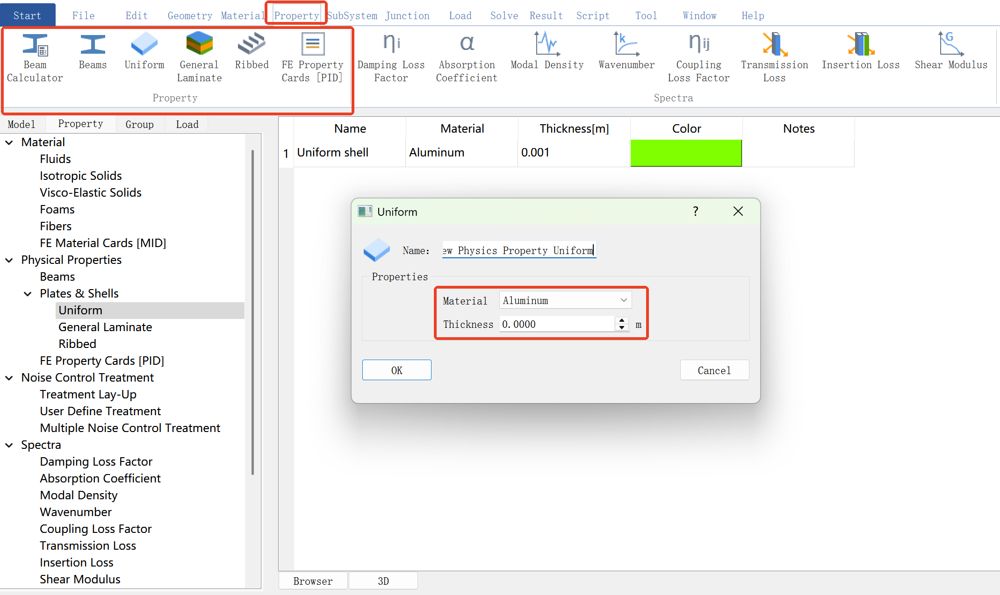 Start File Edit Geometry Material Property SubSystem Junction Load Solve Result Script Tool Window Help
Beam Calculator
Beams
Uniform
General Laminate
Ribbed
FE Property Cards [PID]
Property
ηi
Damping Loss Factor
α
Absorption Coefficient
Modal Density
k
Wavenumber
ηij
Coupling Loss Factor
Transmission Loss
Insertion Loss
G
Shear Modulus
Spectra
Model Property Group Load
Material
Fluids
Isotropic Solids
Visco-Elastic Solids
Foams
Fibers
FE Material Cards [MID]
Physical Properties
Beams
Plates & Shells
Uniform
General Laminate
Ribbed
FE Property Cards [PID]
Noise Control Treatment
Treatment Lay-Up
User Define Treatment
Multiple Noise Control Treatment
Spectra
Damping Loss Factor
Absorption Coefficient
Modal Density
Wavenumber
Coupling Loss Factor
Transmission Loss
Insertion Loss
Shear Modulus
Name Material Thickness[m] Color Notes
1 Uniform shell Aluminum 0.001
Uniform ?
Name: ew Physics Property Uniform
Properties
Material Aluminum
Thickness 0.0000 m
OK Cancel
Browser 3D